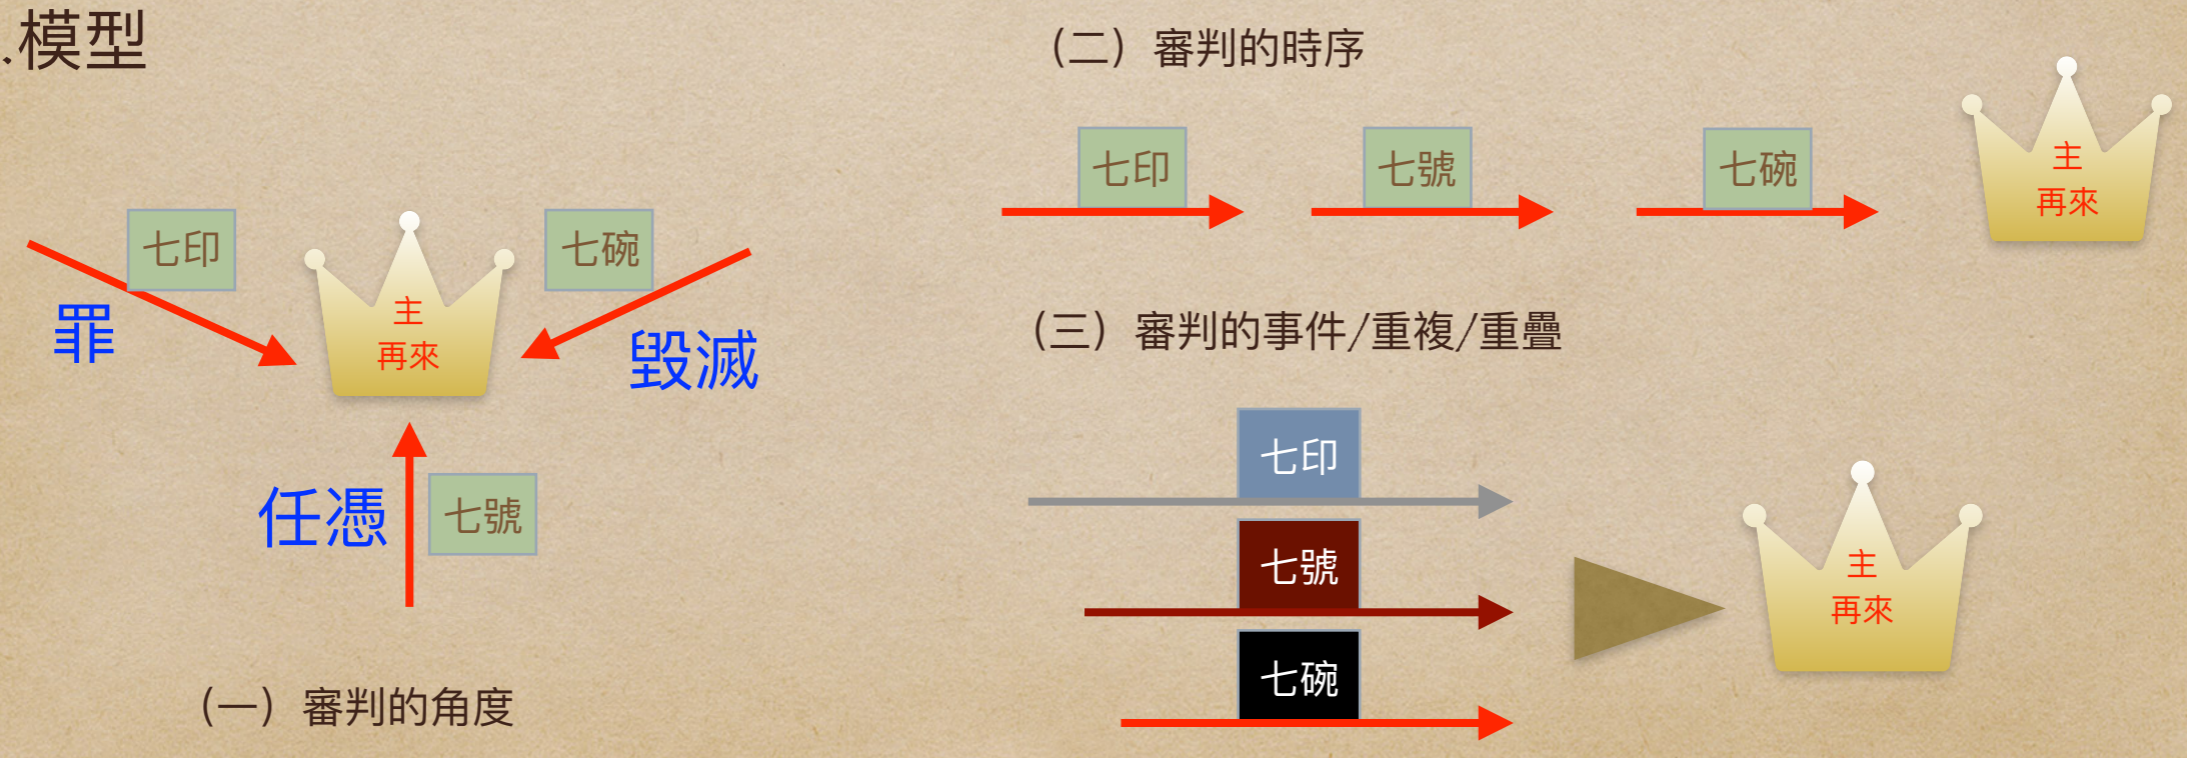 .模型
七印
七碗
罪
主
再來
毀滅
任憑
七號
(一) 審判的角度
(二) 審判的時序
七印
七號
七碗
主
再來
(三) 審判的事件/重複/重疊
七印
七號
七碗
主
再來